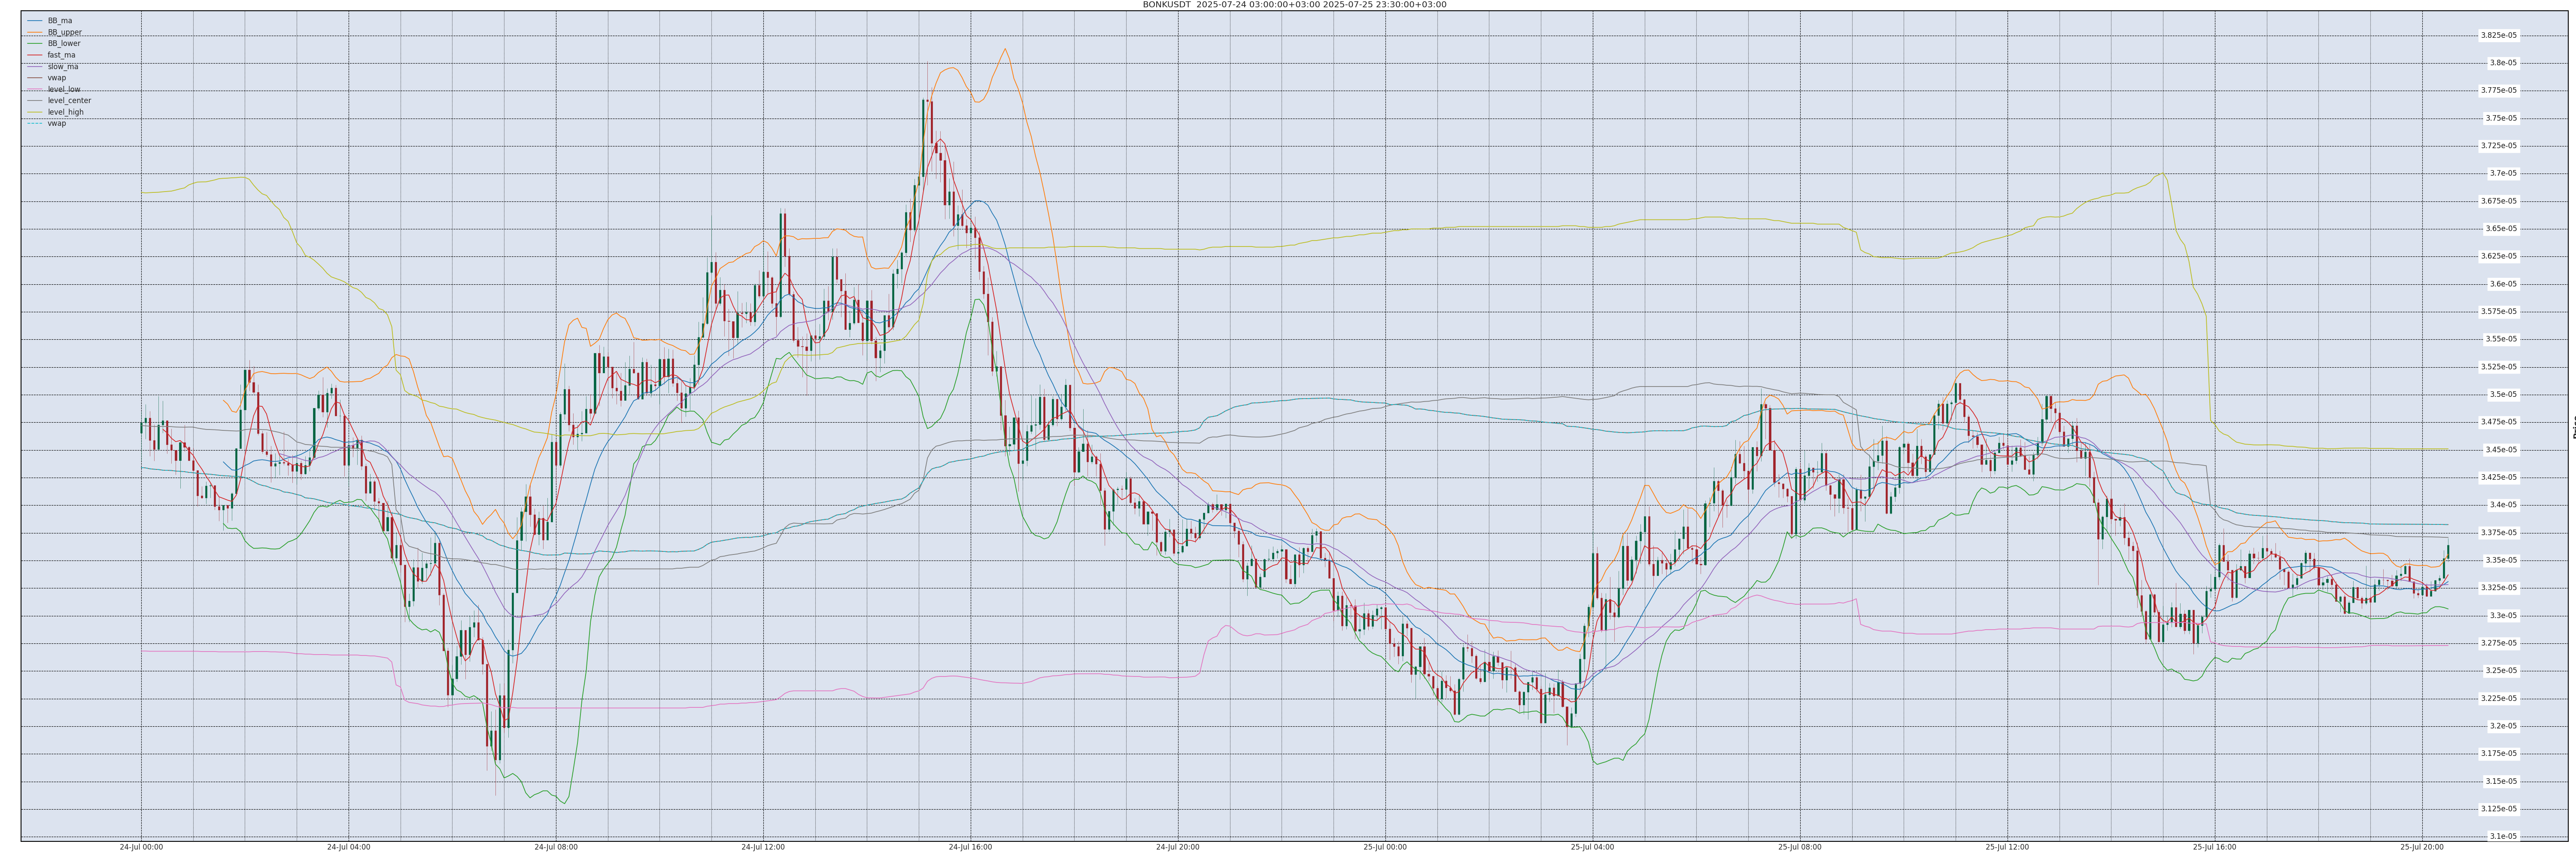 BONKUSDT  2025-07-24 03:00:00+03:00 2025-07-25 23:30:00+03:00
BB_ma
BB_upper
BB_lower
fast_ma
slow_ma
vwap
level_low
level_center
level_high
vwap
3.825e-05
3.8e-05
3.775e-05
3.75e-05
3.725e-05
3.7e-05
3.675e-05
3.65e-05
3.625e-05
3.6e-05
3.575e-05
3.55e-05
3.525e-05
3.5e-05
3.475e-05
3.45e-05
3.425e-05
3.4e-05
3.375e-05
3.35e-05
3.325e-05
3.3e-05
3.275e-05
3.25e-05
3.225e-05
3.2e-05
3.175e-05
3.15e-05
3.125e-05
3.1e-05
24-Jul 00:00
24-Jul 04:00
24-Jul 08:00
24-Jul 12:00
24-Jul 16:00
24-Jul 20:00
25-Jul 00:00
25-Jul 04:00
25-Jul 08:00
25-Jul 12:00
25-Jul 16:00
25-Jul 20:00